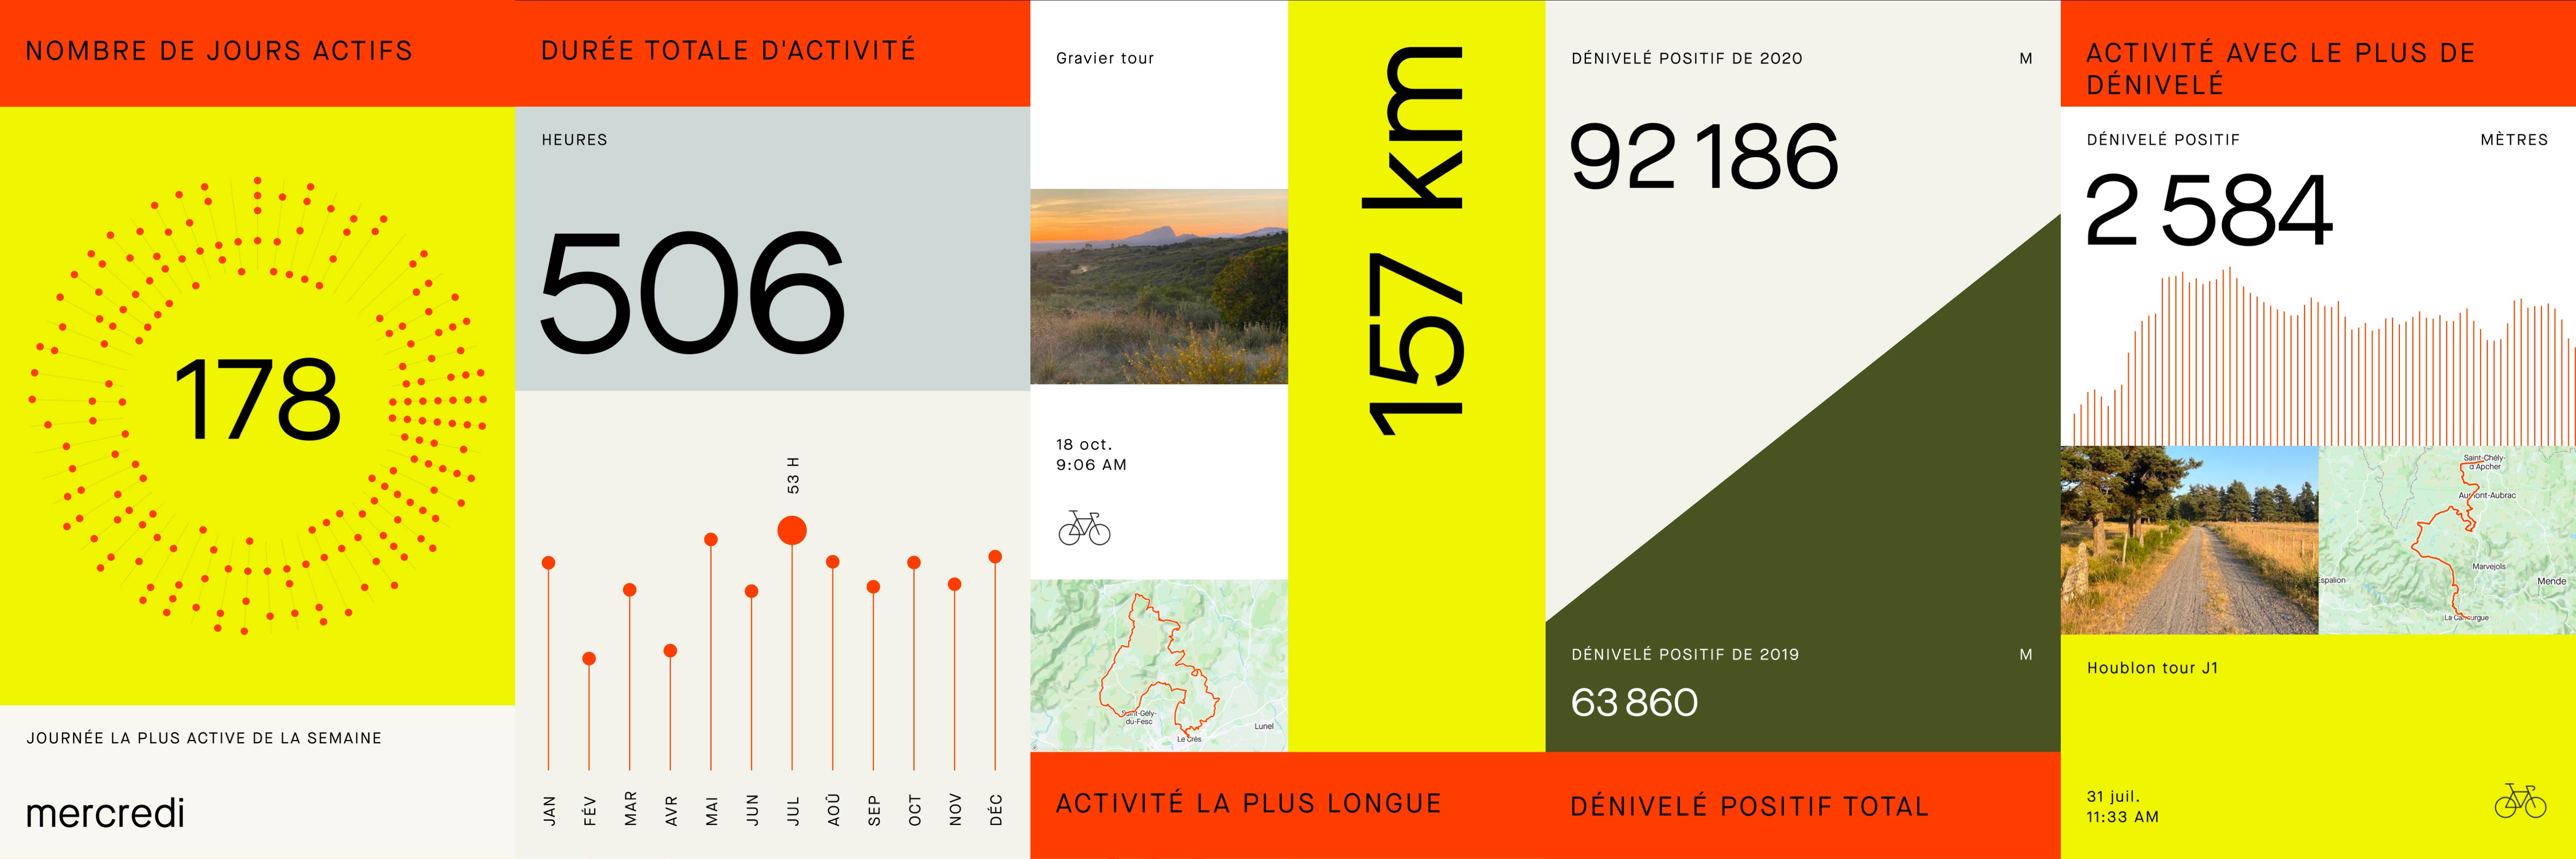 NOMBRE DE JOURS ACTIFS
178
JOURNÉE LA PLUS ACTIVE DE LA SEMAINE
mercredi
DURÉE TOTALE D'ACTIVITÉ
HEURES
506
53 H
JAN
FÉV
MAR
AVR
MAI
JUN
JUL
AOÛ
SEP
OCT
NOV
DÉC
Gravier tour
18 oct.
9:06 AM
Saint-Gély-
du-Fesc
Lunel
Le Crès
157 km
ACTIVITÉ LA PLUS LONGUE
DÉNIVELÉ POSITIF DE 2020 M
92 186
DÉNIVELÉ POSITIF DE 2019 M
63 860
DÉNIVELÉ POSITIF TOTAL
ACTIVITÉ AVEC LE PLUS DE
DÉNIVELÉ
DÉNIVELÉ POSITIF MÈTRES
2 584
Saint-Chély-
d'Apcher
Aumont-Aubrac
Marvejols
Espalion
Mende
La Canourgue
Houblon tour J1
31 juil.
11:33 AM